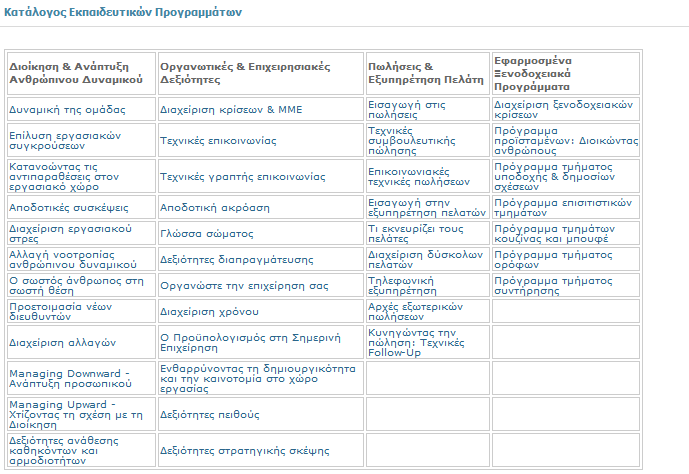 Κατάλογος Εκπαιδευτικών Προγραμμάτων
Διοίκηση & Ανάπτυξη
Ανθρώπινου Δυναμικού
Οργανωτικές & Επιχειρησιακές
Δεξιότητες
Πωλήσεις &
Εξυπηρέτηση Πελάτη
Εφαρμοσμένα
Ξενοδοχειακά
Προγράμματα
Δυναμική της ομάδας
Διαχείριση κρίσεων & ΜΜΕ
Εισαγωγή στις
πωλήσεις
Διαχείριση ξενοδοχειακών
κρίσεων
Επίλυση εργασιακών
συγκρούσεων
Τεχνικές επικοινωνίας
Τεχνικές
συμβουλευτικής
πώλησης
Πρόγραμμα
προϊσταμένων: Διοικώντας
ανθρώπους
Κατανοώντας τις
αντιπαραθέσεις στον
εργασιακό χώρο
Τεχνικές γραπτής επικοινωνίας
Επικοινωνιακές
τεχνικές πωλήσεων
Πρόγραμμα τμήματος
υποδοχής & δημοσίων
σχέσεων
Αποδοτικές συσκέψεις
Αποδοτική ακρόαση
Εισαγωγή στην
εξυπηρέτηση πελατών
Πρόγραμμα επισιτιστικών
τμημάτων
Διαχείριση εργασιακού
στρες
Γλώσσα σώματος
Τι εκνευρίζει τους
πελάτες
Πρόγραμμα τμημάτων
κουζίνας και μπουφέ
Αλλαγή νοοτροπίας
ανθρώπινου δυναμικού
Δεξιότητες διαπραγμάτευσης
Διαχείριση δύσκολων
πελατών
Πρόγραμμα τμήματος
ορόφων
Ο σωστός άνθρωπος στη
σωστή θέση
Οργανώστε την επιχείρηση σας
Τηλεφωνική
εξυπηρέτηση
Πρόγραμμα τμήματος
συντήρησης
Προετοιμασία νέων
διευθυντών
Διαχείριση χρόνου
Αρχές εξωτερικών
πωλήσεων
Διαχείριση αλλαγών
Ο Προϋπολογισμός στη Σημερινή
Επιχείρηση
Κυνηγώντας την
πώληση: Τεχνικές
Follow-Up
Managing Downward -
Ανάπτυξη προσωπικού
Ενθαρρύνοντας τη δημιουργικότητα
και την καινοτομία στο χώρο
εργασίας
Managing Upward -
Χτίζοντας τη σχέση με τη
Διοίκηση
Δεξιότητες πειθούς
Δεξιότητες ανάθεσης
καθηκόντων και
αρμοδιοτήτων
Δεξιότητες στρατηγικής σκέψης